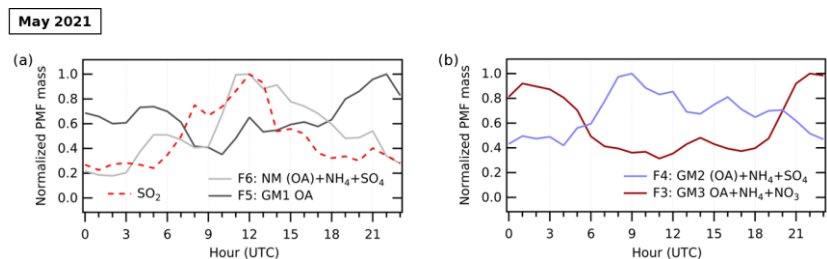 May 2021
(a)
Normalized PMF mass
1.0
0.8
0.6
0.4
0.2
0.0
SO₂
F6: NM (OA)+NH₄+SO₄
F5: GM1 OA
0 3 6 9 12 15 18 21
Hour (UTC)
(b)
Normalized PMF mass
1.0
0.8
0.6
0.4
0.2
0.0
F4: GM2 (OA)+NH₄+SO₄
F3: GM3 OA+NH₄+NO₃
0 3 6 9 12 15 18 21
Hour (UTC)